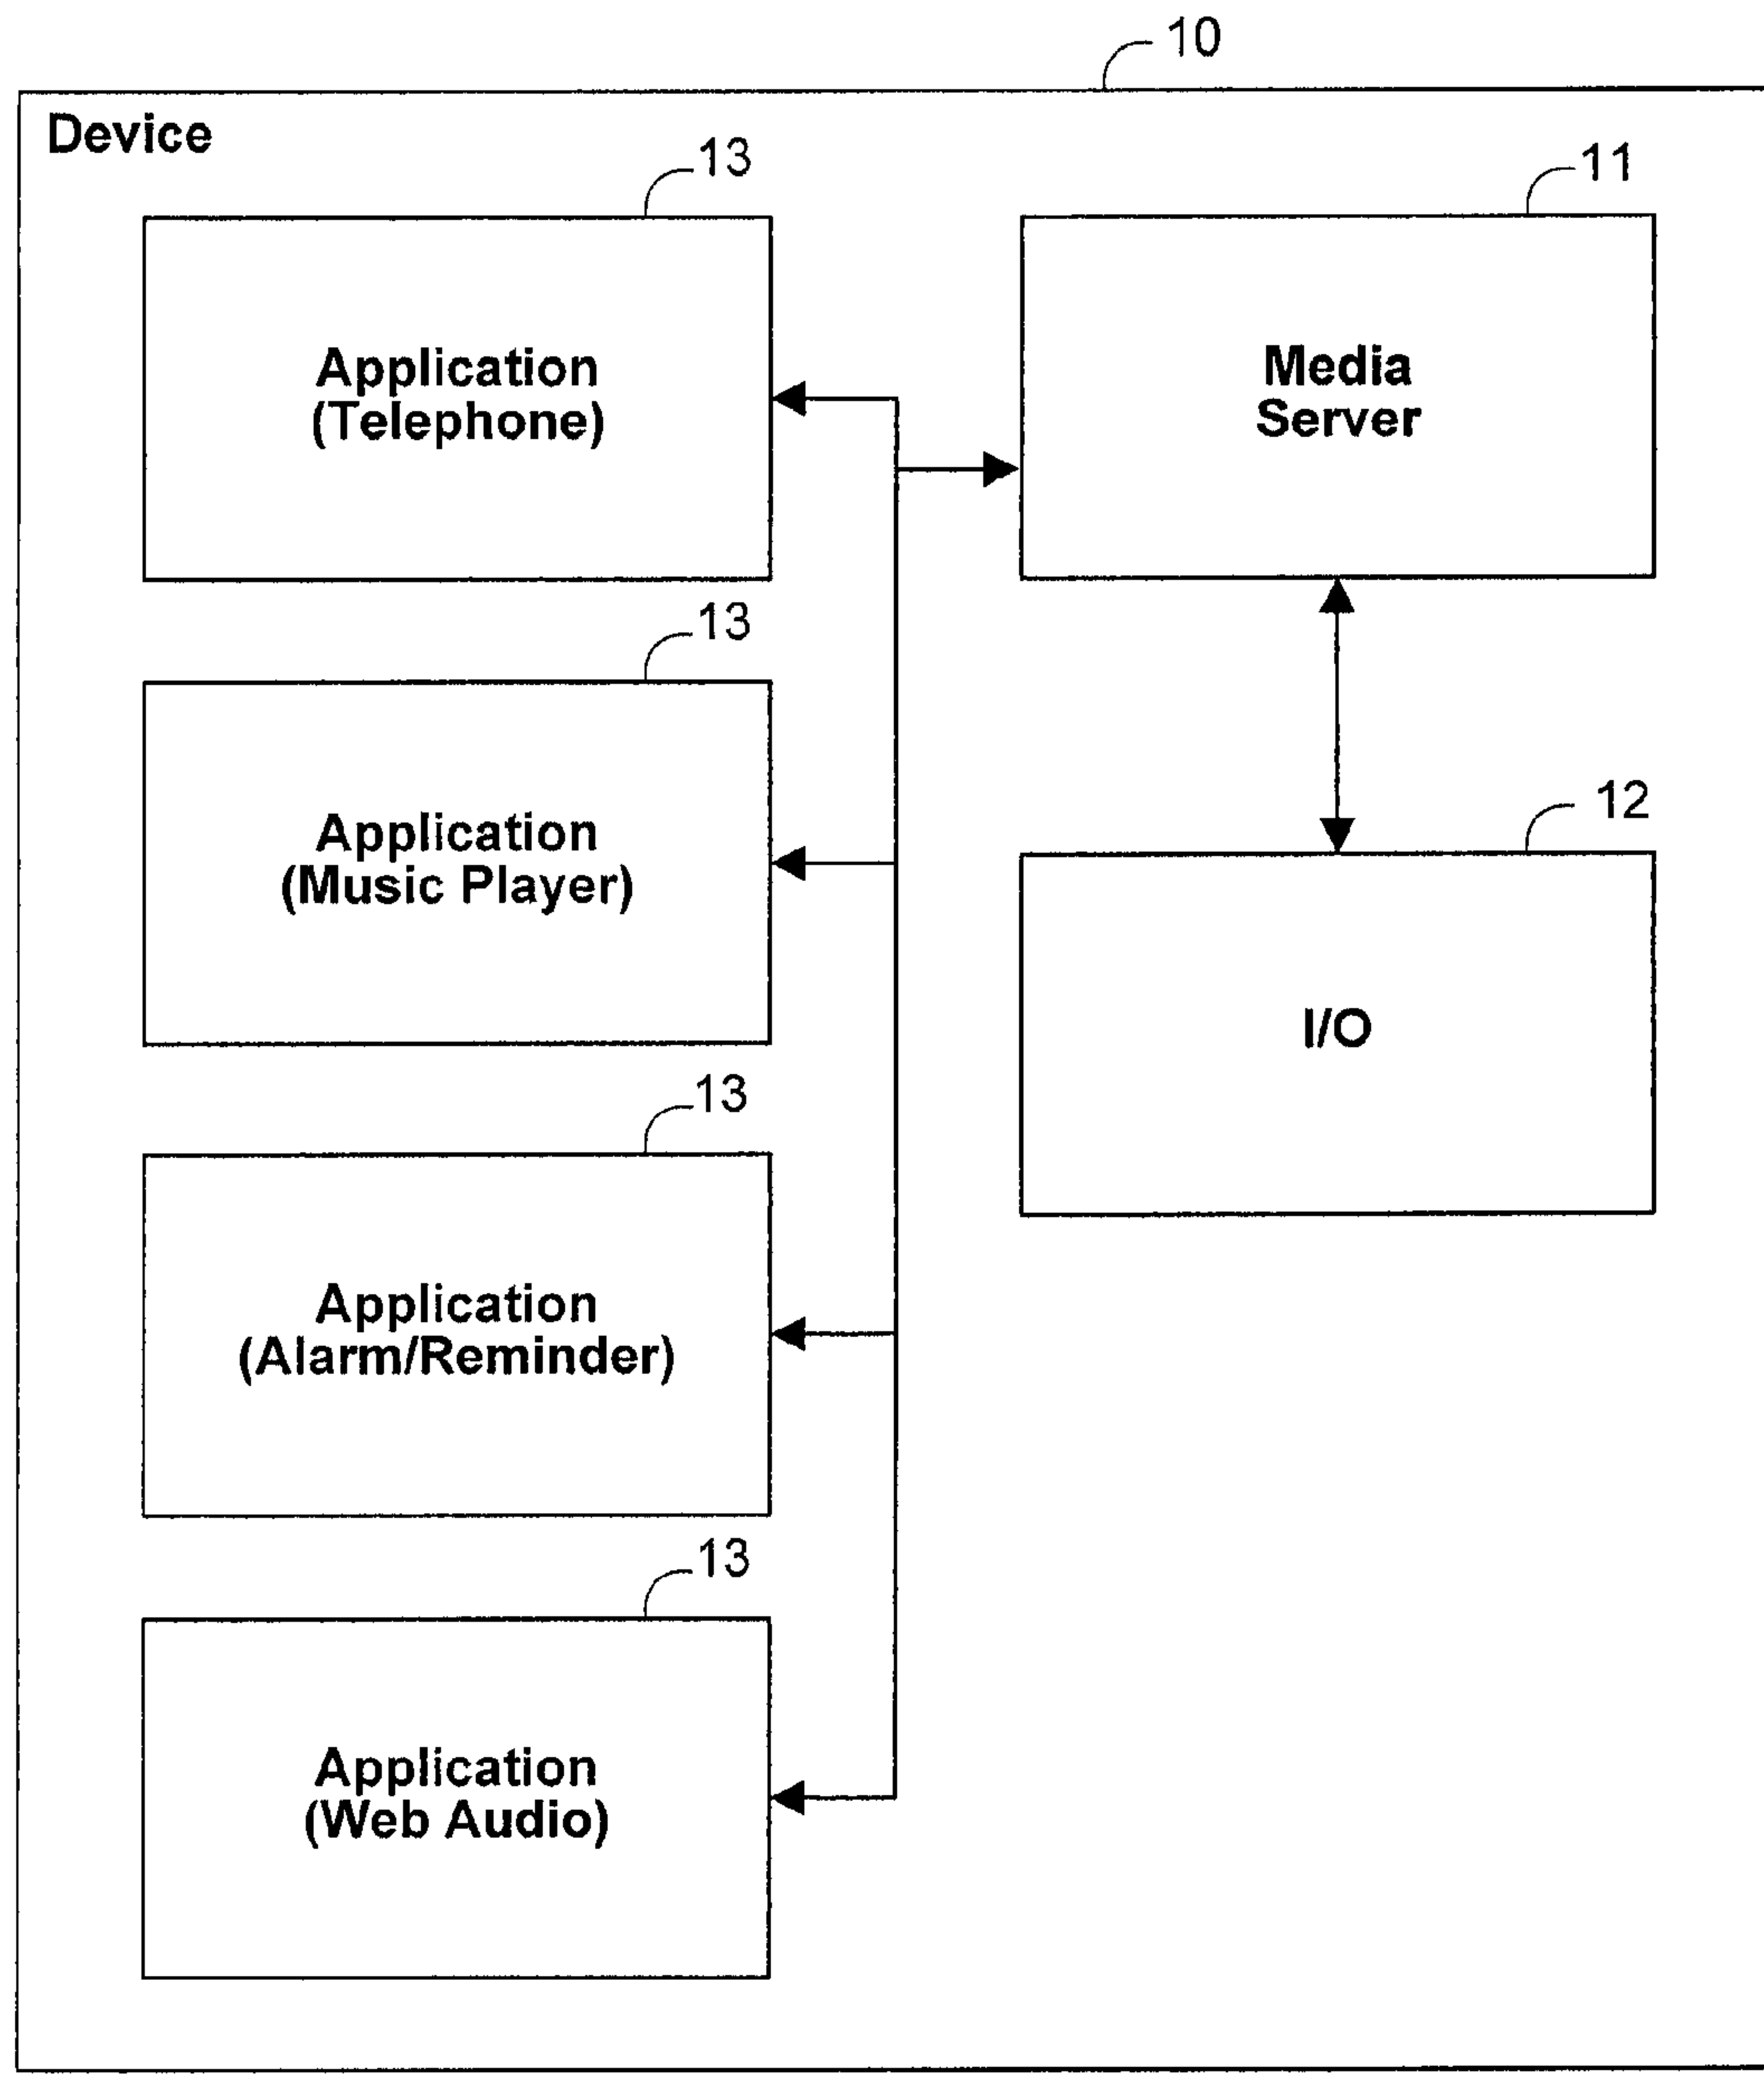 10
Device
13
11
Application
(Telephone)
Media
Server
13
Application
(Music Player)
12
I/O
13
Application
(Alarm/Reminder)
13
Application
(Web Audio)